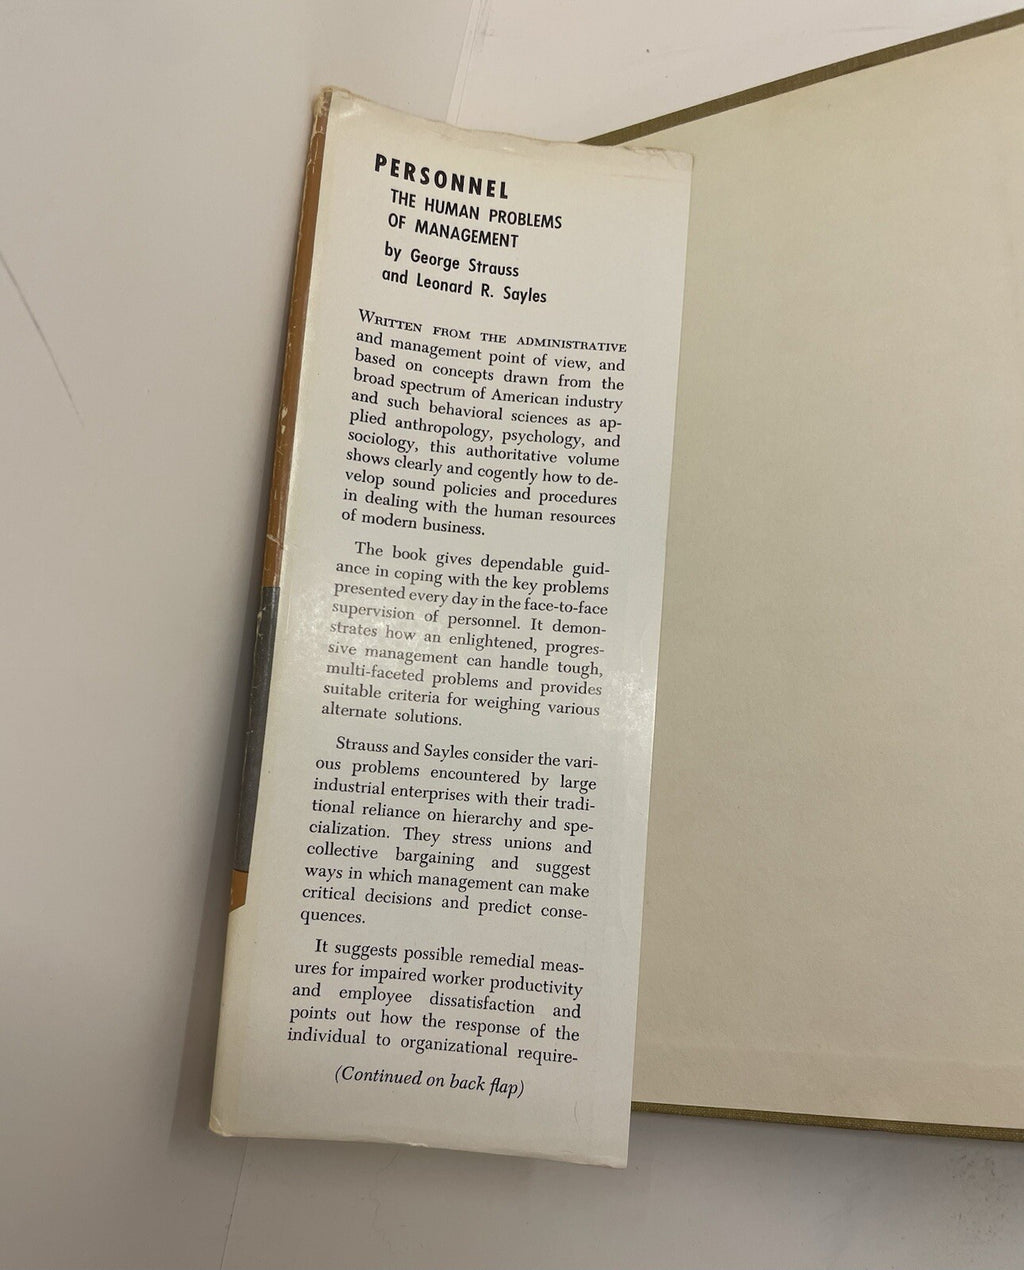 PERSONNEL
THE HUMAN PROBLEMS
OF MANAGEMENT
by George Strauss
and Leonard R. Sayles
WRITTEN FROM THE ADMINISTRATIVE
and management point of view, and
based on concepts drawn from the
broad spectrum of American industry
and such behavioral sciences as ap-
plied anthropology, psychology, and
sociology, this authoritative volume
shows clearly and cogently how to de-
velop sound policies and procedures
in dealing with the human resources
of modern business.
The book gives dependable guid-
ance in coping with the key problems
presented every day in the face-to-face
supervision of personnel. It demon-
strates how an enlightened, progres-
sive management can handle tough,
multi-faceted problems and provides
suitable criteria for weighing various
alternate solutions.
Strauss and Sayles consider the vari-
ous problems encountered by large
industrial enterprises with their tradi-
tional reliance on hierarchy and spe-
cialization. They stress unions and
collective bargaining and suggest
ways in which management can make
critical decisions and predict conse-
quences.
It suggests possible remedial meas-
ures for impaired worker productivity
and employee dissatisfaction and
points out how the response of the
individual to organizational require-
(Continued on back flap)